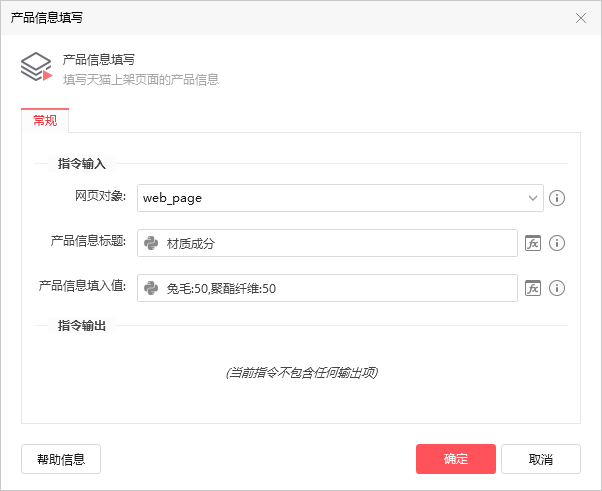 产品信息填写
产品信息填写
填写天猫上架页面的产品信息
常规
指令输入
网页对象: web_page
产品信息标题: 材质成分 fx
产品信息填入值: 兔毛:50,聚酯纤维:50 fx
指令输出
(当前指令不包含任何输出项)
帮助信息 确定 取消